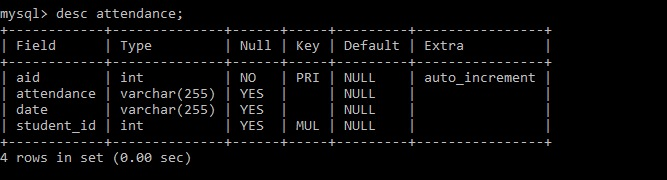 mysql> desc attendance;
+------------+--------------+------+-----+---------+----------------+
| Field      | Type         | Null | Key | Default | Extra          |
+------------+--------------+------+-----+---------+----------------+
| aid        | int          | NO   | PRI | NULL    | auto_increment |
| attendance | varchar(255) | YES  |     | NULL    |                |
| date       | varchar(255) | YES  |     | NULL    |                |
| student_id | int          | YES  | MUL | NULL    |                |
+------------+--------------+------+-----+---------+----------------+
4 rows in set (0.00 sec)